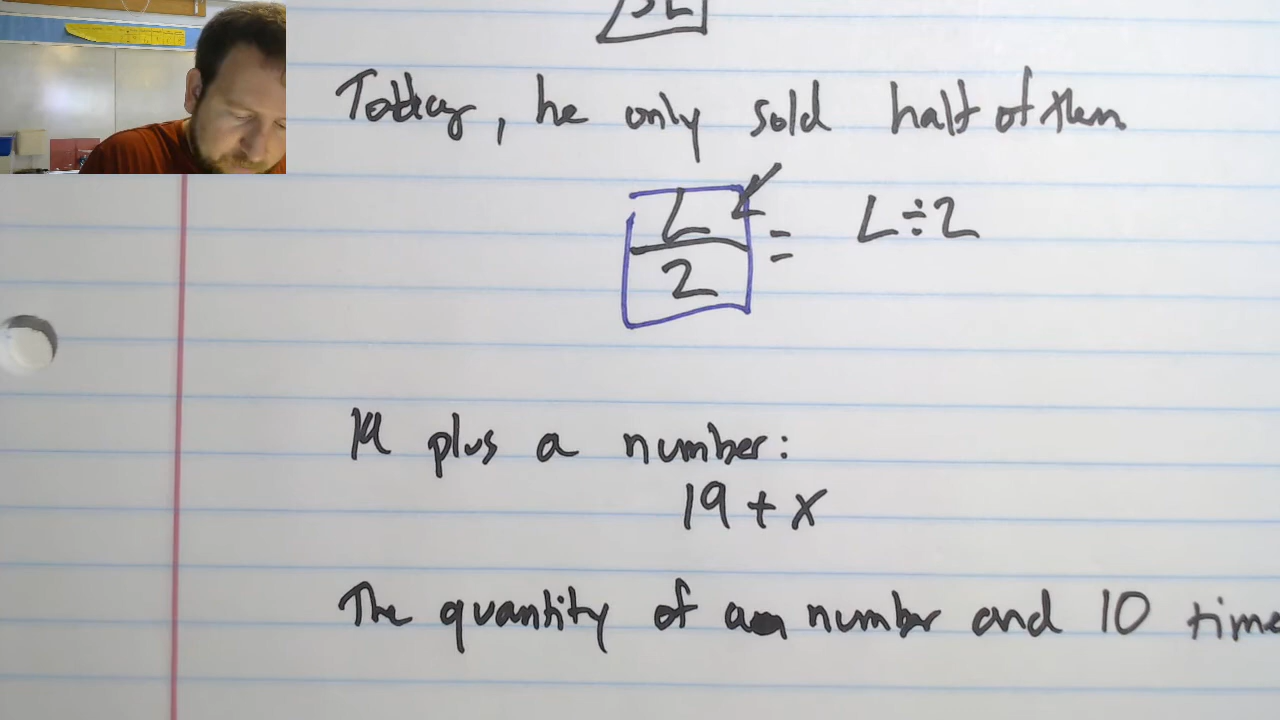 Today, he only sold half of them
L
2
= L÷2
19 plus a number:
19 + x
The quantity of a number and 10 time